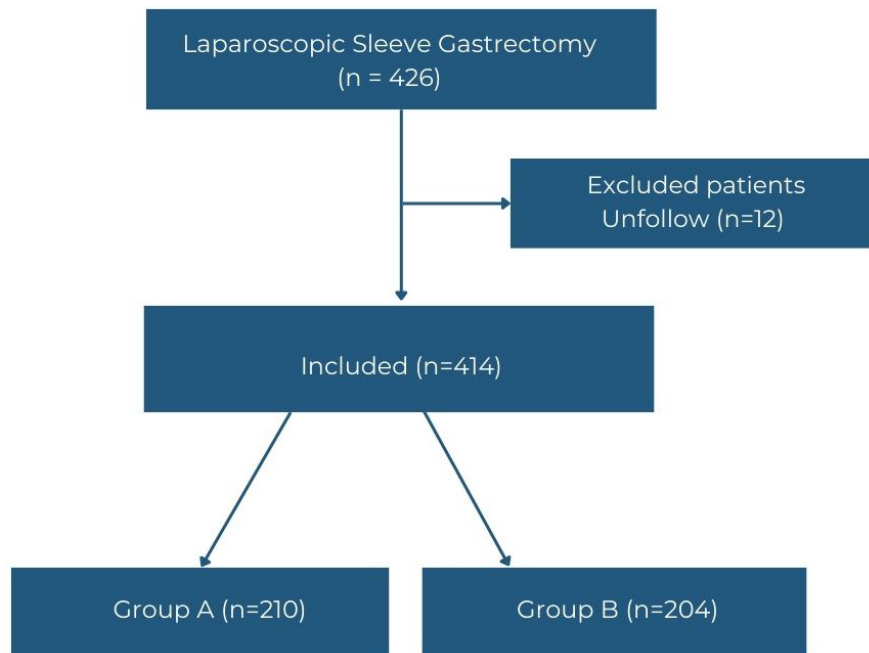 Laparoscopic Sleeve Gastrectomy
(n = 426)
Excluded patients
Unfollow (n=12)
Included (n=414)
Group A (n=210)
Group B (n=204)